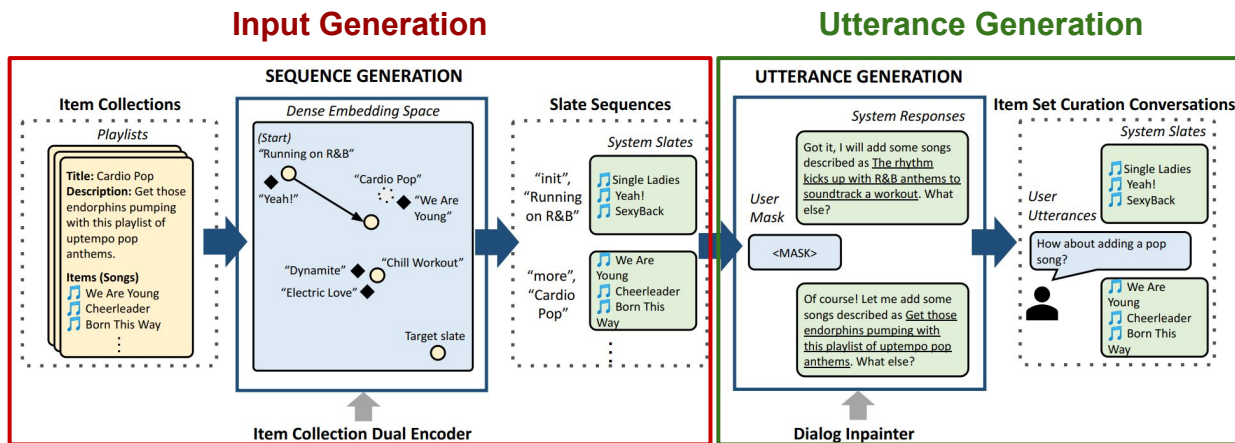 Input Generation
Utterance Generation
SEQUENCE GENERATION
Item Collections
Playlists
Title: Cardio Pop
Description: Get those
endorphins pumping
with this playlist of
uptempo pop
anthems.
Items (Songs)
We Are Young
Cheerleader
Born This Way
⋮
Dense Embedding Space
(Start)
"Running on R&B"
"Yeah!"
"Cardio Pop"
"We Are
Young"
"Dynamite"
"Chill Workout"
"Electric Love"
Target slate
Item Collection Dual Encoder
Slate Sequences
System Slates
"init",
"Running
on R&B"
Single Ladies
Yeah!
SexyBack
"more",
"Cardio
Pop"
We Are
Young
Cheerleader
Born This
Way
⋮
UTTERANCE GENERATION
System Responses
Got it, I will add some
songs described as The rhythm
kicks up with R&B anthems to
soundtrack a workout. What
else?
User
Mask
<MASK>
Of course! Let me add some
songs described as Get those
endorphins pumping with
this playlist of uptempo pop
anthems. What else?
Dialog Inpainter
Item Set Curation Conversations
System Slates
Single Ladies
Yeah!
SexyBack
User
Utterances
How about adding a pop
song?
We Are
Young
Cheerleader
Born This
Way